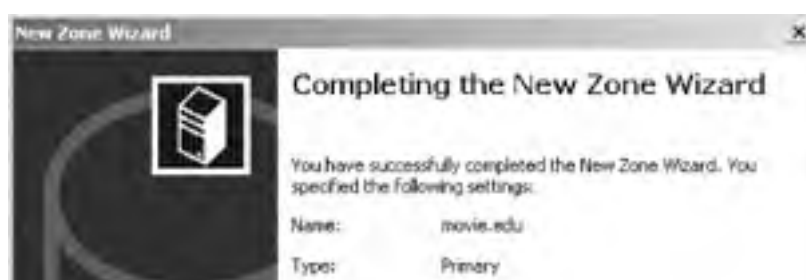 New Zone Wizard
Completing the New Zone Wizard
You have successfully completed the New Zone Wizard. You
specified the following settings:
Name: movie.edu
Type: Primary